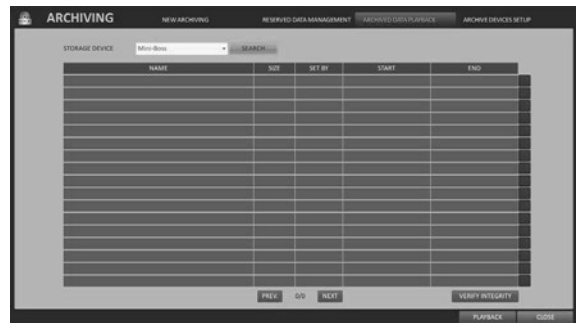 ARCHIVING NEW ARCHIVING RESERVED DATA MANAGEMENT ARCHIVED DATA PLAYBACK ARCHIVE DEVICES SETUP
STORAGE DEVICE Mini-Boss SEARCH
NAME SIZE SET BY START END
PREV. 0/0 NEXT VERIFY INTEGRITY
PLAYBACK CLOSE